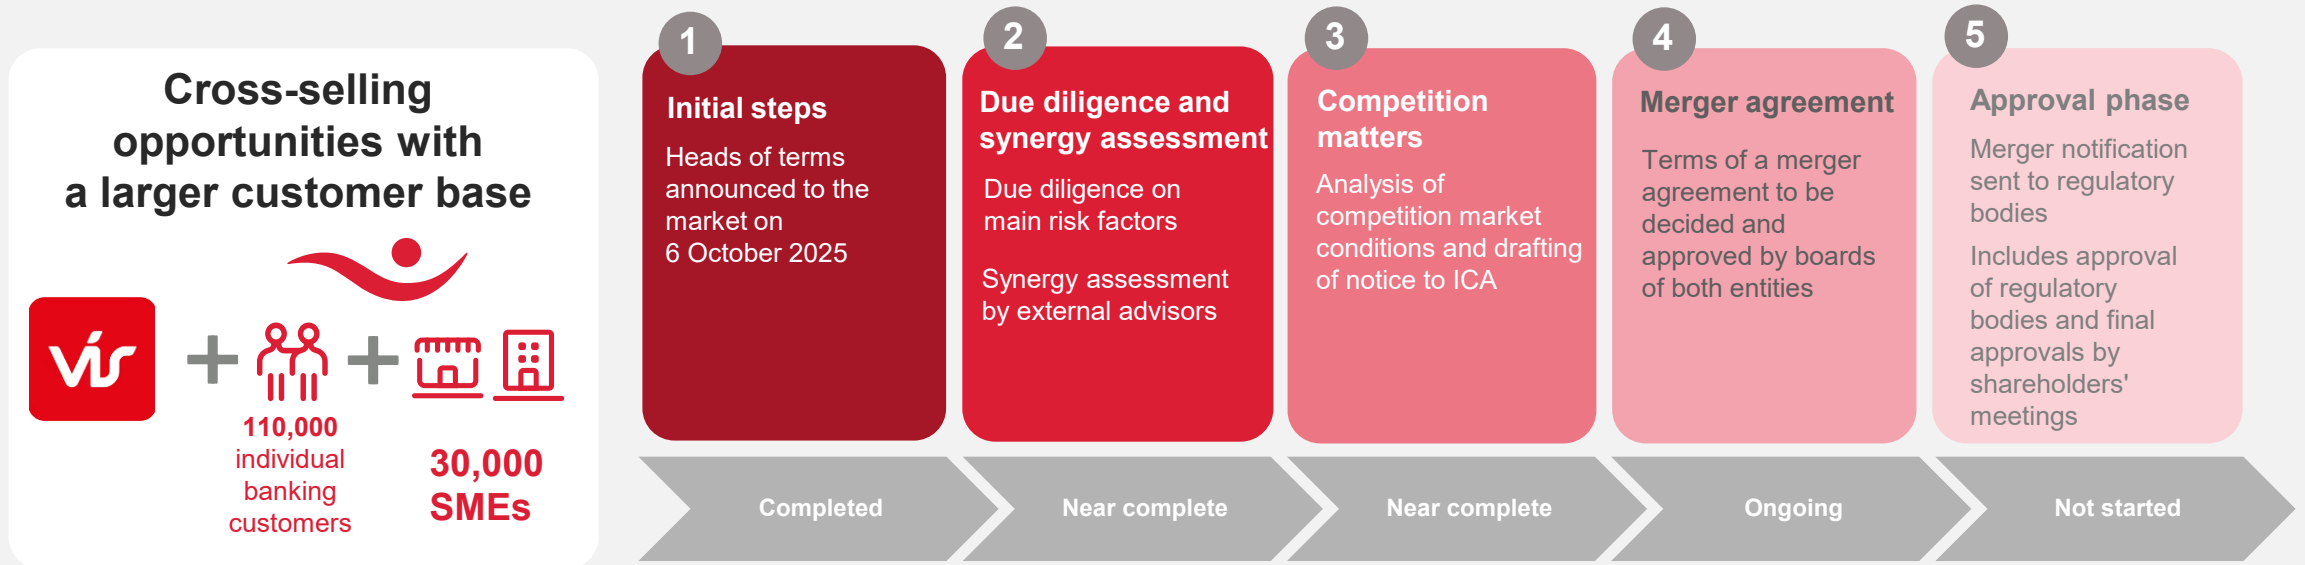 Cross-selling
opportunities with
a larger customer base
vís
110,000
individual
banking
customers
30,000
SMEs
1
Initial steps
Heads of terms
announced to the
market on
6 October 2025
2
Due diligence and
synergy assessment
Due diligence on
main risk factors
Synergy assessment
by external advisors
3
Competition
matters
Analysis of
competition market
conditions and drafting
of notice to ICA
4
Merger agreement
Terms of a merger
agreement to be
decided and
approved by boards
of both entities
5
Approval phase
Merger notification
sent to regulatory
bodies
Includes approval
of regulatory
bodies and final
approvals by
shareholders'
meetings
Completed
Near complete
Near complete
Ongoing
Not started